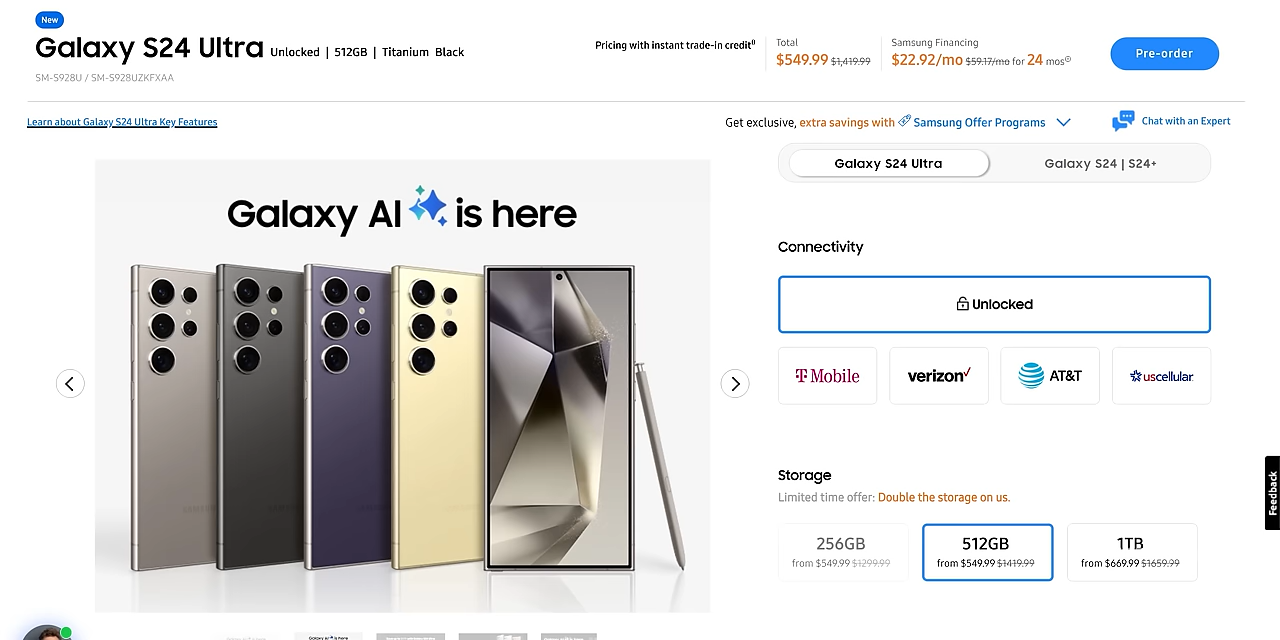 New
Galaxy S24 Ultra Unlocked | 512GB | Titanium Black
SM-S928U / SM-S928UZKFXAA
Pricing with instant trade-in credit
Total
$549.99 $1,419.99
Samsung Financing
$22.92/mo $59.17/mo for 24 mos
Pre-order
Learn about Galaxy S24 Ultra Key Features
Get exclusive, extra savings with Samsung Offer Programs
Chat with an Expert
Galaxy S24 Ultra
Galaxy S24 | S24+
Galaxy AI is here
Connectivity
Unlocked
T Mobile
verizon
AT&T
uscellular
Storage
Limited time offer: Double the storage on us.
256GB
from $549.99 $1299.99
512GB
from $549.99 $1419.99
1TB
from $669.99 $1659.99
Feedback
Galaxy AI is here